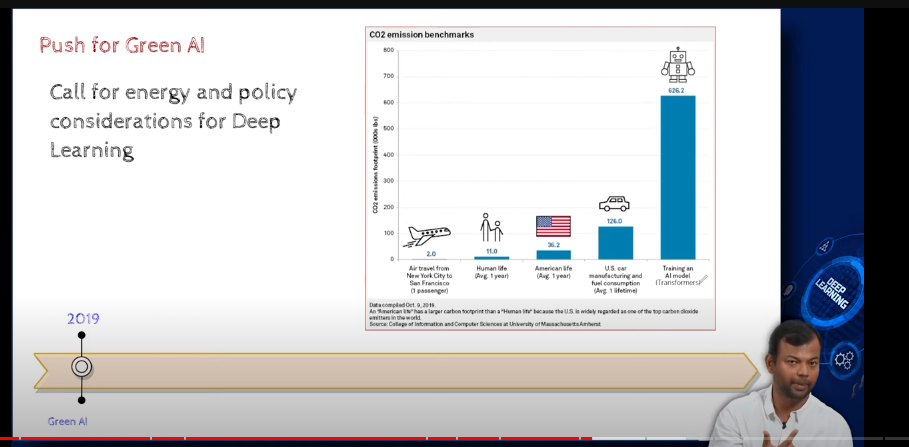 Push for Green AI
Call for energy and policy
considerations for Deep
Learning
CO2 emission benchmarks
CO2 emissions footprint (000s lbs)
800
700
600
500
400
300
200
100
0
2.0
11.0
36.2
126.0
626.2
Air travel from
New York City to
San Francisco
(1 passenger)
Human life
(Avg. 1 year)
American life
(Avg. 1 year)
U.S. car
manufacturing and
fuel consumption
(Avg. 1 lifetime)
Training an
AI model
(Transformers)
Data compiled Oct. 9, 2019.
An "American life" has a larger carbon footprint than a "Human life" because the U.S. is widely regarded as one of the top carbon dioxide
emitters in the world.
Source: College of Information and Computer Sciences at University of Massachusetts Amherst
2019
Green AI
DEEP
LEARNING